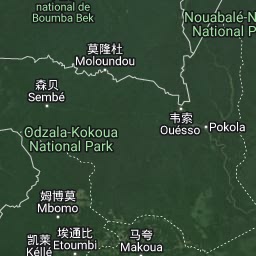 national de
Boumba Bek
Nouabalé-N
National P
莫隆杜
Moloundou
森贝
Sembé
韦索
Ouésso
Pokola
Odzala-Kokoua
National Park
姆博莫
Mbomo
埃通比
Etoumbi
马夸
Makoua
凯莱
Kéllé